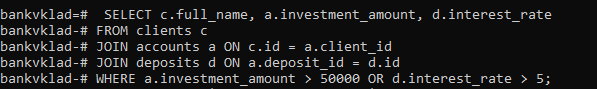 bankvklad=#  SELECT c.full_name, a.investment_amount, d.interest_rate
bankvklad-# FROM clients c
bankvklad-# JOIN accounts a ON c.id = a.client_id
bankvklad-# JOIN deposits d ON a.deposit_id = d.id
bankvklad-# WHERE a.investment_amount > 50000 OR d.interest_rate > 5;